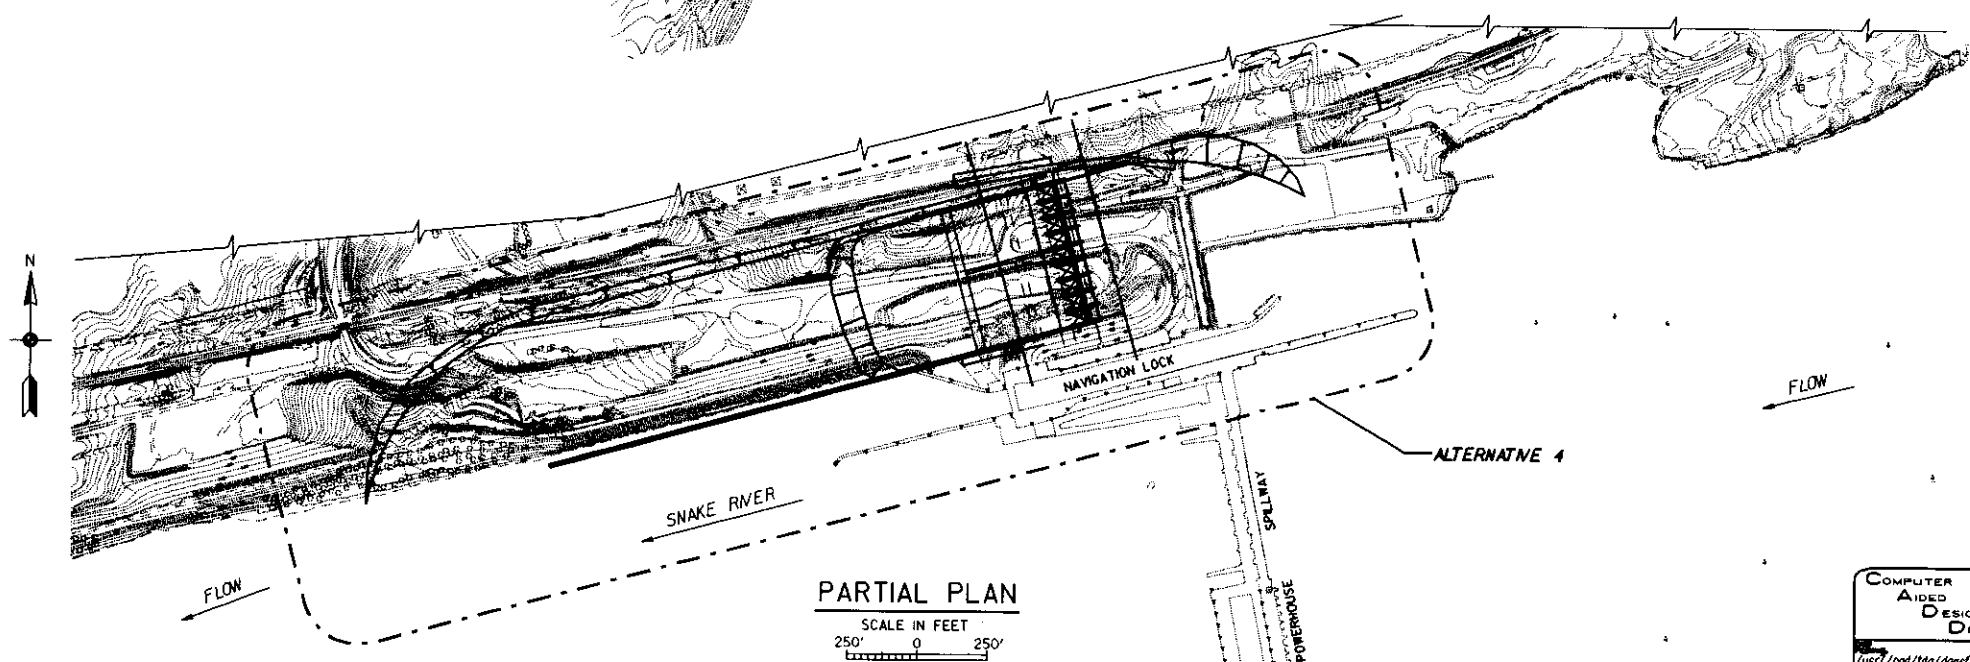 N
NAVIGATION LOCK
FLOW
ALTERNATIVE 4
SNAKE RIVER
SPILLWAY
FLOW
POWERHOUSE
PARTIAL PLAN
SCALE IN FEET
250' 0 250'
COMPUTER
AIDED